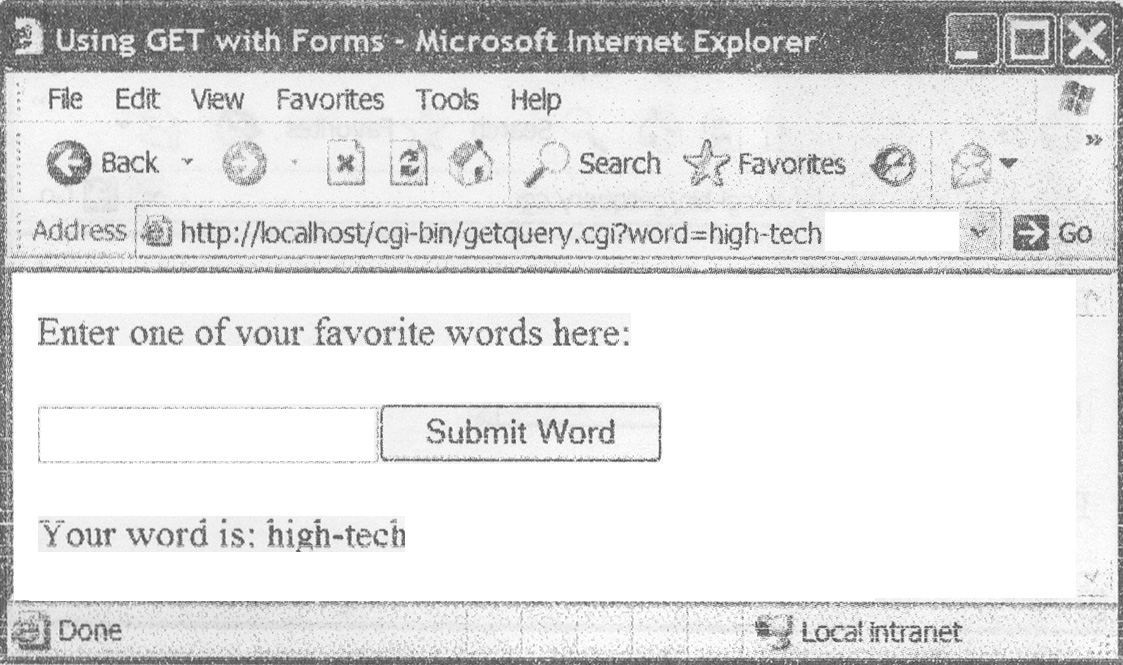 Using GET with Forms - Microsoft Internet Explorer
File Edit View Favorites Tools Help
Back Search Favorites »
Address http://localhost/cgi-bin/getquery.cgi?word=high-tech Go
Enter one of your favorite words here:
Submit Word
Your word is: high-tech
Done Local intranet